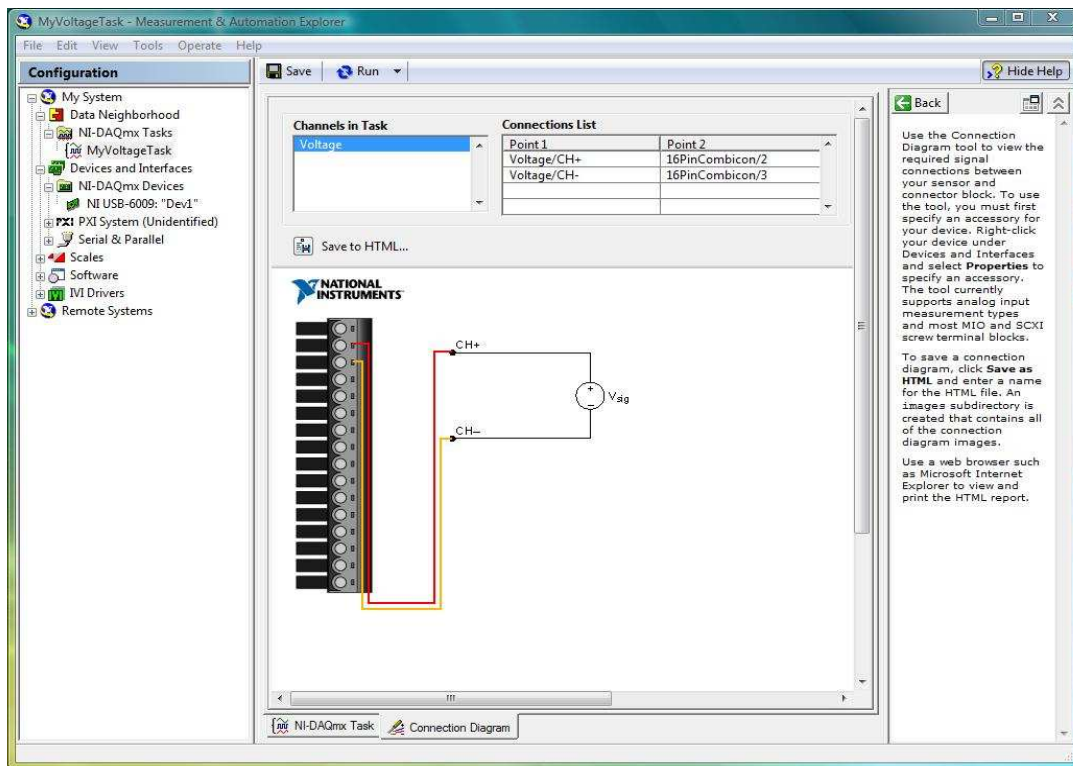 MyVoltageTask - Measurement & Automation Explorer
File Edit View Tools Operate Help
Configuration
My System
Data Neighborhood
NI-DAQmx Tasks
MyVoltageTask
Devices and Interfaces
NI-DAQmx Devices
NI USB-6009: "Dev1"
PXI PXI System (Unidentified)
Serial & Parallel
Scales
Software
IVI Drivers
Remote Systems
Save Run Hide Help
Channels in Task
Voltage
Connections List
Point 1 Point 2
Voltage/CH+ 16PinCombicon/2
Voltage/CH- 16PinCombicon/3
Save to HTML...
NATIONAL
INSTRUMENTS
CH+
+
Vsig
−
CH−
NI-DAQmx Task Connection Diagram
Back
Use the Connection
Diagram tool to view the
required signal
connections between
your sensor and
connector block. To use
the tool, you must first
specify an accessory for
your device. Right-click
your device under
Devices and Interfaces
and select Properties to
specify an accessory.
The tool currently
supports analog input
measurement types
and most MIO and SCXI
screw terminal blocks.
To save a connection
diagram, click Save as
HTML and enter a name
for the HTML file. An
images subdirectory is
created that contains all
of the connection
diagram images.
Use a web browser such
as Microsoft Internet
Explorer to view and
print the HTML report.